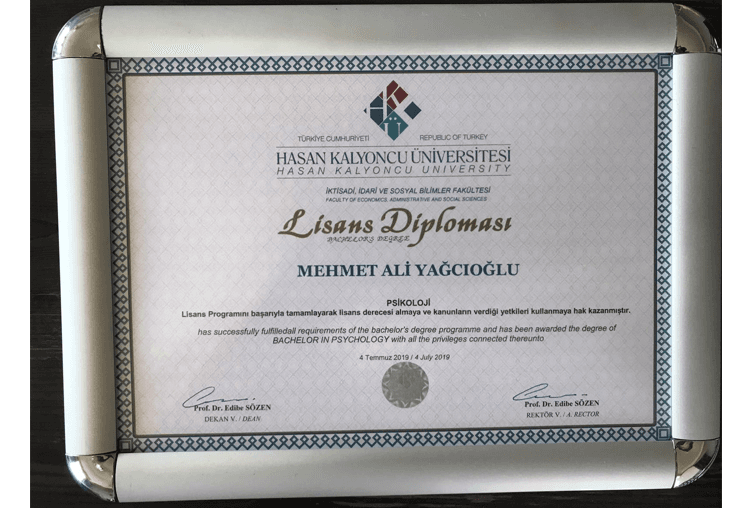 TÜRKİYE CUMHURİYETİ REPUBLIC OF TURKEY
HASAN KALYONCU ÜNİVERSİTESİ
HASAN KALYONCU UNIVERSITY
İKTİSADİ, İDARİ VE SOSYAL BİLİMLER FAKÜLTESİ
FACULTY OF ECONOMICS, ADMINISTRATIVE AND SOCIAL SCIENCES
Lisans Diploması
BACHELOR'S DEGREE
MEHMET ALİ YAĞCIOĞLU
PSİKOLOJİ
Lisans Programını başarıyla tamamlayarak lisans derecesi almaya ve kanunların verdiği yetkileri kullanmaya hak kazanmıştır.
has successfully fulfilledall requirements of the bachelor's degree programme and has been awarded the degree of
BACHELOR IN PSYCHOLOGY with all the privileges connected thereunto
4 Temmuz 2019 / 4 July 2019
Prof. Dr. Edibe SÖZEN Prof. Dr. Edibe SÖZEN
DEKAN V. / DEAN REKTÖR V. / A. RECTOR